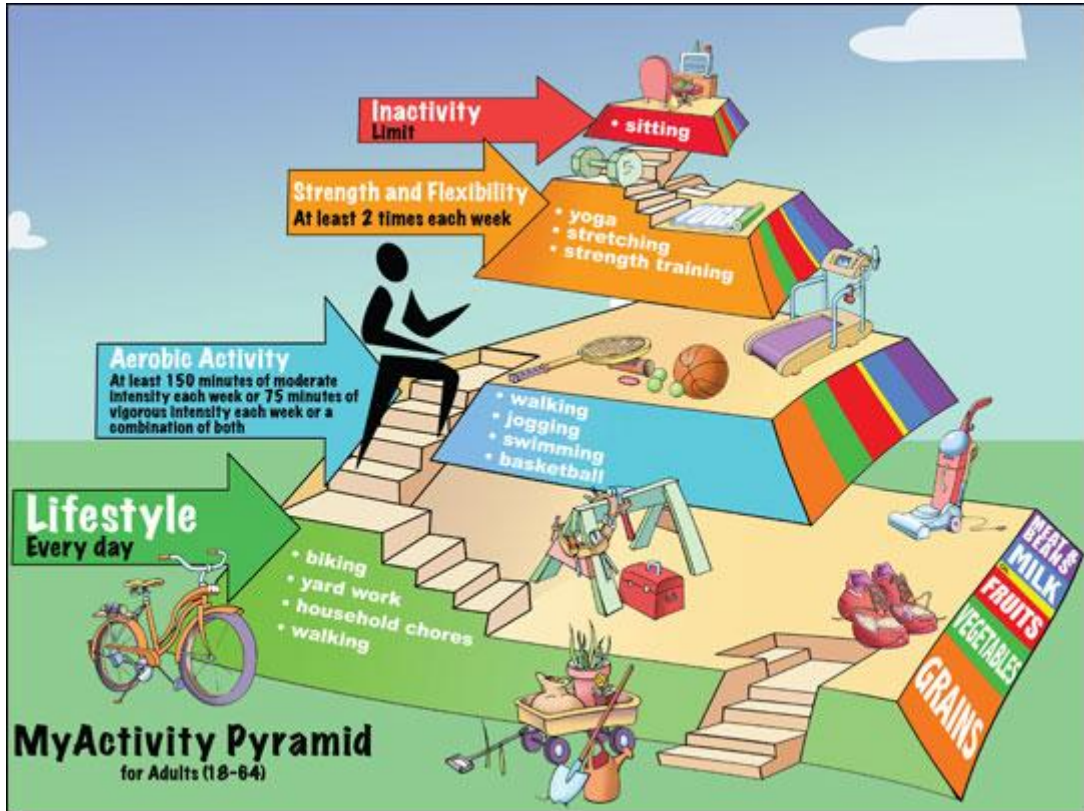 Inactivity
Limit
• sitting
Strength and Flexibility
At least 2 times each week
• yoga
• stretching
• strength training
YOGA
5
Aerobic Activity
At least 150 minutes of moderate
intensity each week or 75 minutes of
vigorous intensity each week or a
combination of both
• walking
• jogging
• swimming
• basketball
Lifestyle
Every day
• biking
• yard work
• household chores
• walking
MEAT &
BEANS
MILK
FRUITS
VEGETABLES
GRAINS
MyActivity Pyramid
for Adults (18-64)